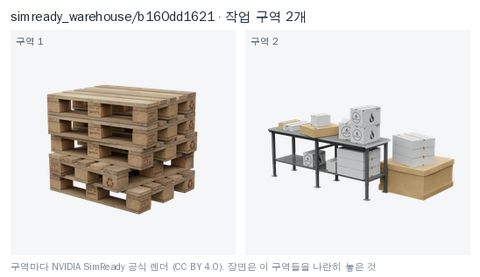 simready_warehouse/b160dd1621 · 작업 구역 2개
구역 1
구역 2
구역마다 NVIDIA SimReady 공식 렌더 (CC BY 4.0). 장면은 이 구역들을 나란히 놓은 것